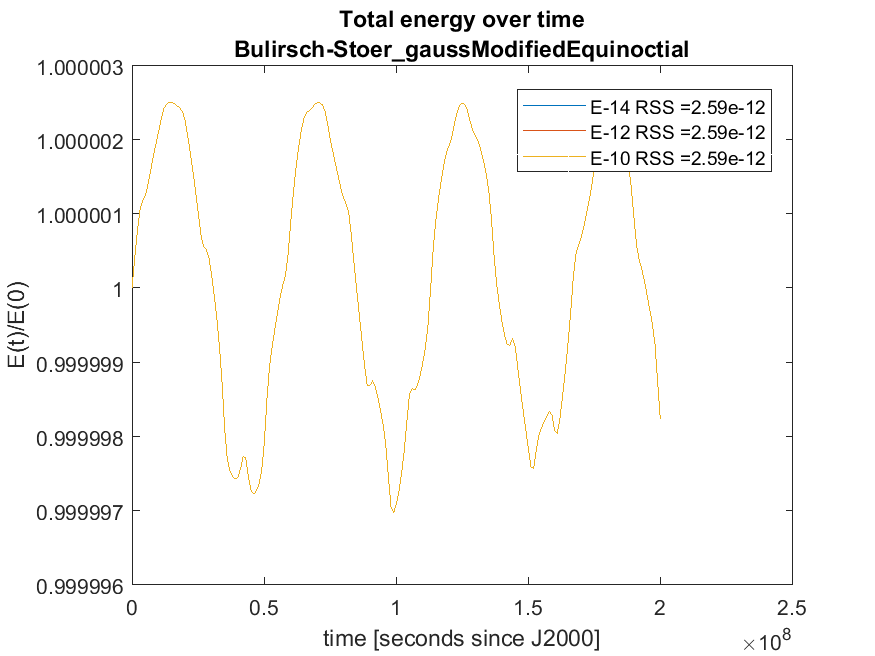 Total energy over time
Bulirsch-Stoer_gaussModifiedEquinoctial
1.000003
1.000002
1.000001
1
0.999999
0.999998
0.999997
0.999996
E(t)/E(0)
E-14 RSS =2.59e-12
E-12 RSS =2.59e-12
E-10 RSS =2.59e-12
0 0.5 1 1.5 2 2.5
time [seconds since J2000]
×10⁸